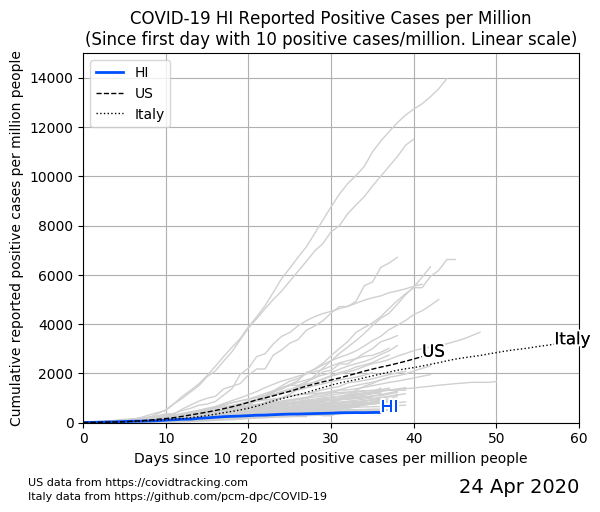 COVID-19 HI Reported Positive Cases per Million
(Since first day with 10 positive cases/million. Linear scale)
Cumulative reported positive cases per million people
14000
12000
10000
8000
6000
4000
2000
0
HI
US
Italy
US
Italy
HI
0 10 20 30 40 50 60
Days since 10 reported positive cases per million people
US data from https://covidtracking.com
Italy data from https://github.com/pcm-dpc/COVID-19
24 Apr 2020